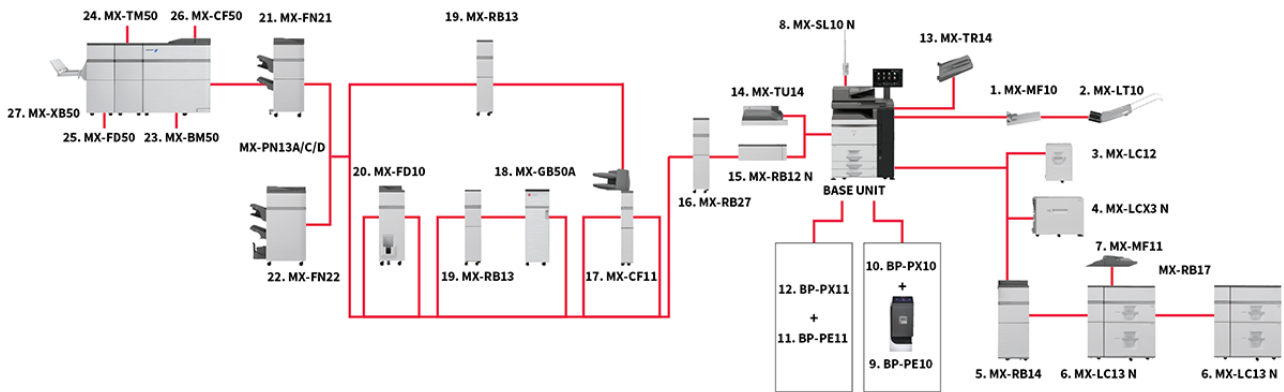 24. MX-TM50
26. MX-CF50
21. MX-FN21
19. MX-RB13
8. MX-SL10 N
13. MX-TR14
14. MX-TU14
1. MX-MF10
2. MX-LT10
27. MX-XB50
25. MX-FD50
23. MX-BM50
MX-PN13A/C/D
3. MX-LC12
20. MX-FD10
18. MX-GB50A
15. MX-RB12 N
BASE UNIT
16. MX-RB27
4. MX-LCX3 N
7. MX-MF11
MX-RB17
22. MX-FN22
19. MX-RB13
17. MX-CF11
12. BP-PX11
+
11. BP-PE11
10. BP-PX10
+
9. BP-PE10
5. MX-RB14
6. MX-LC13 N
6. MX-LC13 N